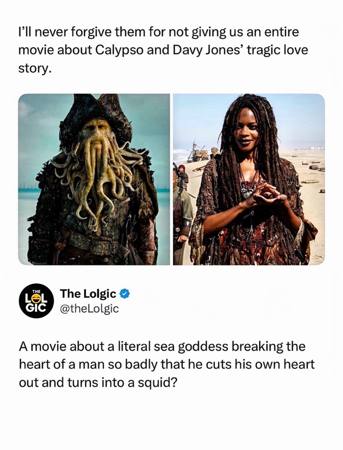 I'll never forgive them for not giving us an entire
movie about Calypso and Davy Jones' tragic love
story.
THE
LOL
GIC
The Lolgic
@theLolgic
A movie about a literal sea goddess breaking the
heart of a man so badly that he cuts his own heart
out and turns into a squid?